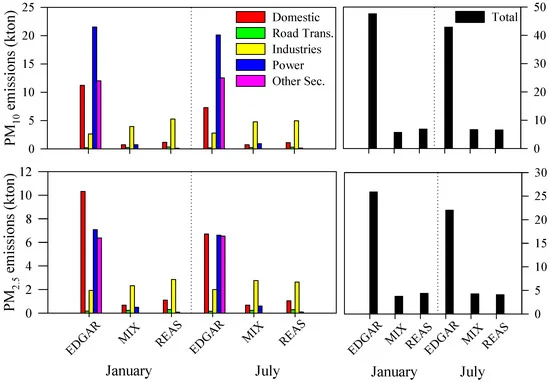 PM10 emissions (kton)
25
20
15
10
5
0
Domestic
Road Trans.
Industries
Power
Other Sec.
Total
50
40
30
20
10
0
PM2.5 emissions (kton)
12
10
8
6
4
2
0
30
25
20
15
10
5
0
EDGAR MIX REAS EDGAR MIX REAS
EDGAR MIX REAS EDGAR MIX REAS
January July
January July